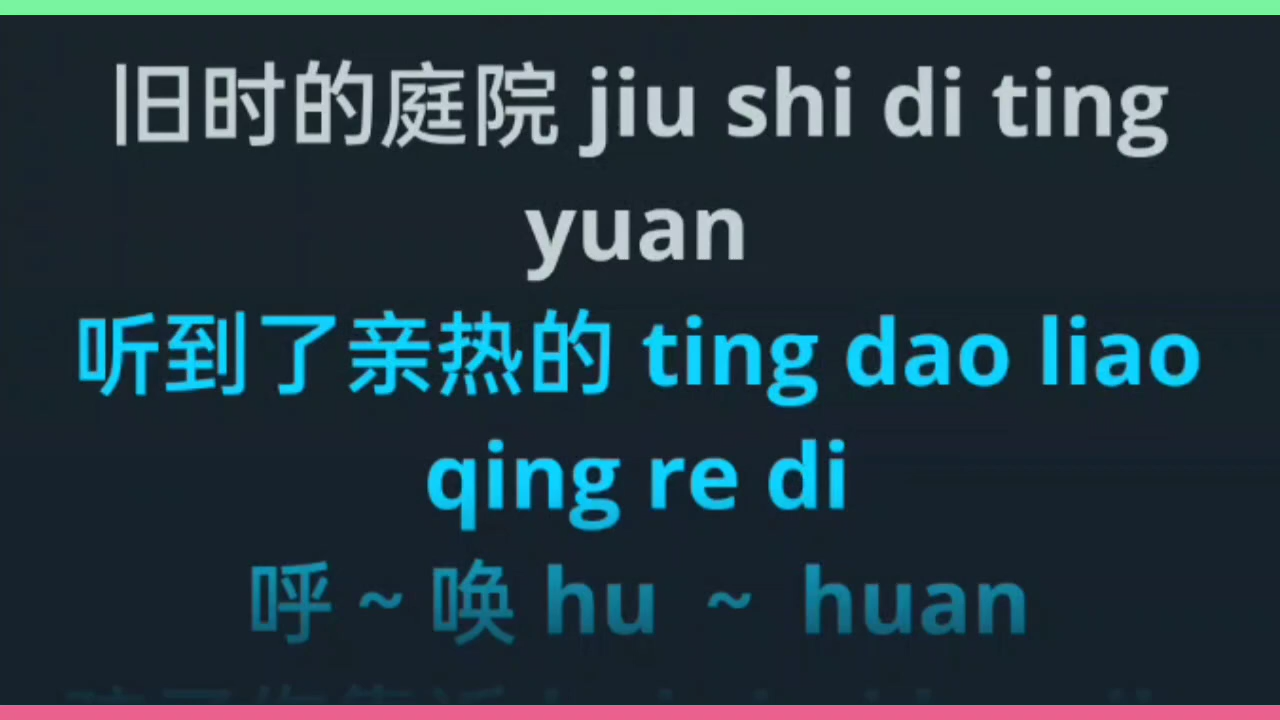 旧时的庭院 jiu shi di ting
yuan
听到了亲热的 ting dao liao
qing re di
呼 ~ 唤 hu ~ huan